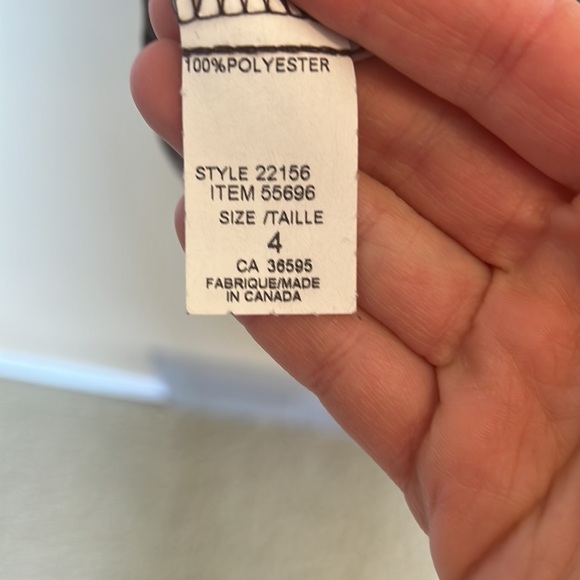 100%POLYESTER
STYLE 22156
ITEM 55696
SIZE /TAILLE
4
CA 36595
FABRIQUE/MADE
IN CANADA